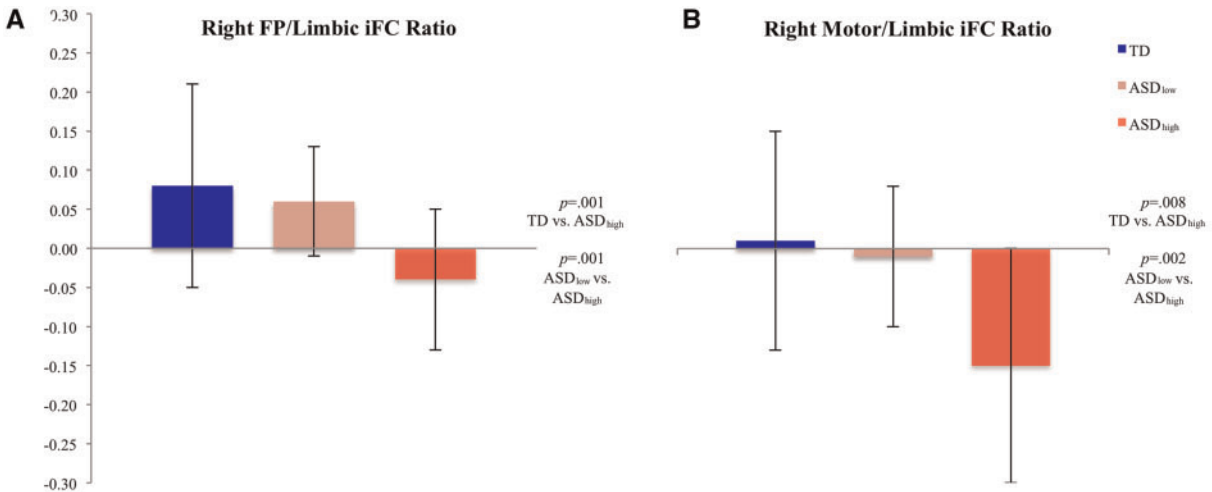 A
Right FP/Limbic iFC Ratio
0.30
0.25
0.20
0.15
0.10
0.05
0.00
-0.05
-0.10
-0.15
-0.20
-0.25
-0.30
p=.001
TD vs. ASDhigh
p=.001
ASDlow vs.
ASDhigh
B
Right Motor/Limbic iFC Ratio
TD
ASDlow
ASDhigh
p=.008
TD vs. ASDhigh
p=.002
ASDlow vs.
ASDhigh